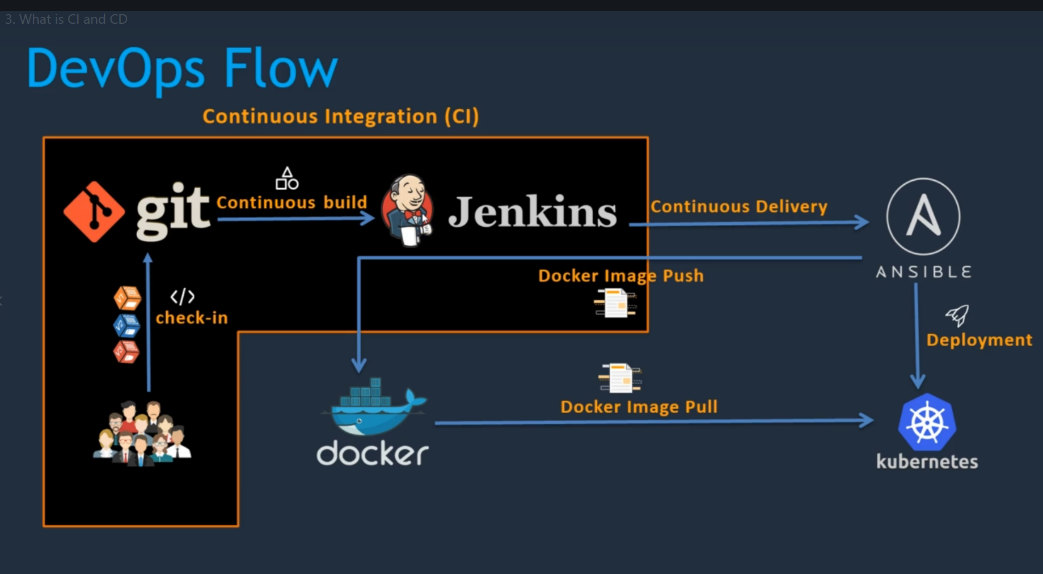 3. What is CI and CD
DevOps Flow
Continuous Integration (CI)
git
Continuous build
Jenkins
Continuous Delivery
ANSIBLE
Docker Image Push
</>
check-in
Deployment
Docker Image Pull
docker
kubernetes